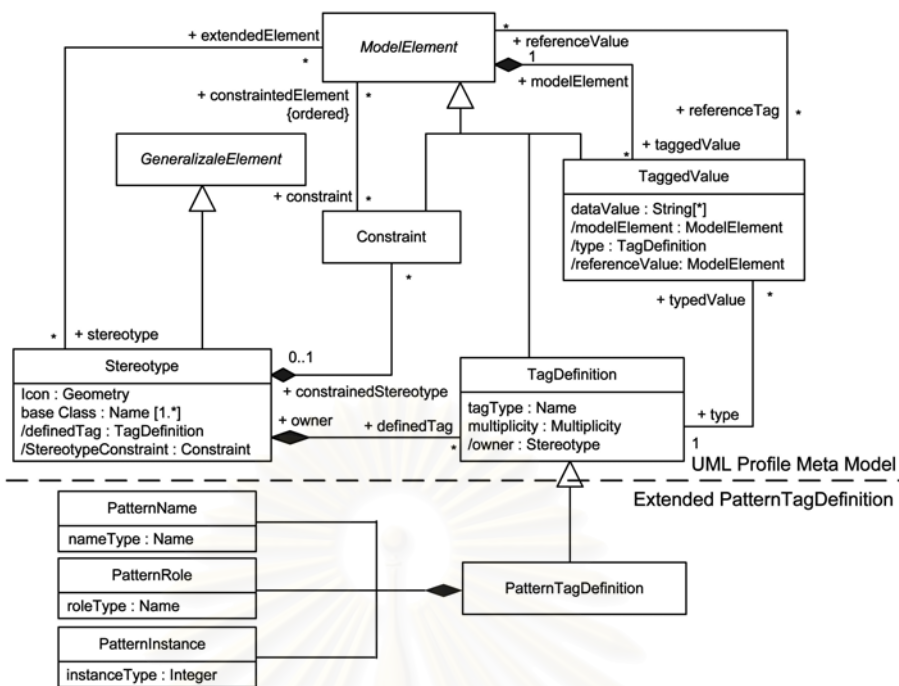 + extendedElement
*
ModelElement
*
+ referenceValue
1
+ modelElement
+ constraintedElement
{ordered}
*
+ referenceTag
*
GeneralizaleElement
+ taggedValue
*
TaggedValue
dataValue : String[*]
/modelElement : ModelElement
/type : TagDefinition
/referenceValue: ModelElement
+ constraint
*
Constraint
*
+ typedValue
*
* + stereotype
Stereotype
Icon : Geometry
base Class : Name [1.*]
/definedTag : TagDefinition
/StereotypeConstraint : Constraint
0..1
+ constrainedStereotype
+ owner
+ definedTag
*
TagDefinition
tagType : Name
multiplicity : Multiplicity
/owner : Stereotype
+ type
1
UML Profile Meta Model
Extended PatternTagDefinition
PatternName
nameType : Name
PatternRole
roleType : Name
PatternInstance
instanceType : Integer
PatternTagDefinition